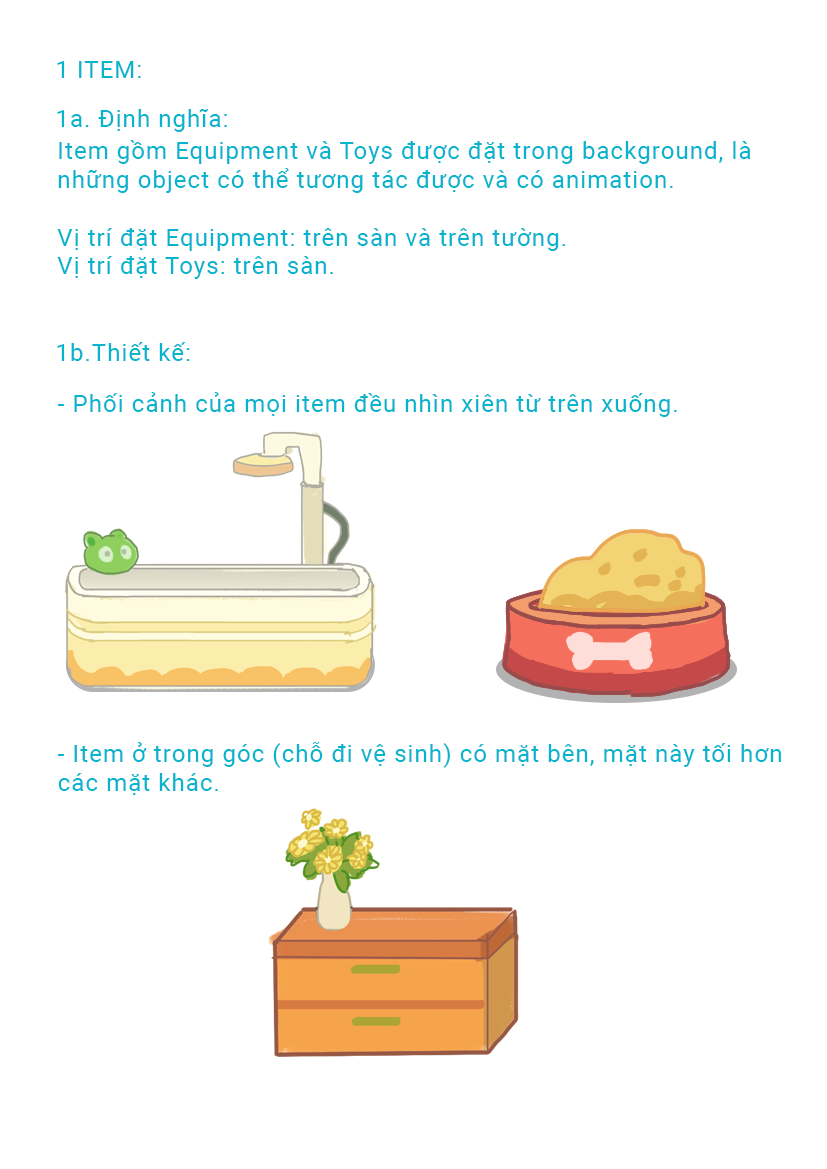 1 ITEM:
1a. Định nghĩa:
Item gồm Equipment và Toys được đặt trong background, là
những object có thể tương tác được và có animation.
Vị trí đặt Equipment: trên sàn và trên tường.
Vị trí đặt Toys: trên sàn.
1b.Thiết kế:
- Phối cảnh của mọi item đều nhìn xiên từ trên xuống.
- Item ở trong góc (chỗ đi vệ sinh) có mặt bên, mặt này tối hơn
các mặt khác.